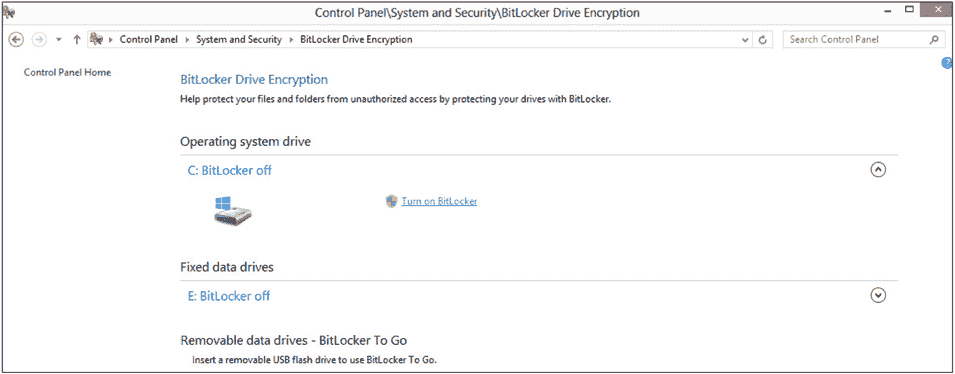 Control Panel\System and Security\BitLocker Drive Encryption
Control Panel System and Security BitLocker Drive Encryption Search Control Panel
Control Panel Home
?
BitLocker Drive Encryption
Help protect your files and folders from unauthorized access by protecting your drives with BitLocker.
Operating system drive
C: BitLocker off
Turn on BitLocker
Fixed data drives
E: BitLocker off
Removable data drives - BitLocker To Go
Insert a removable USB flash drive to use BitLocker To Go.